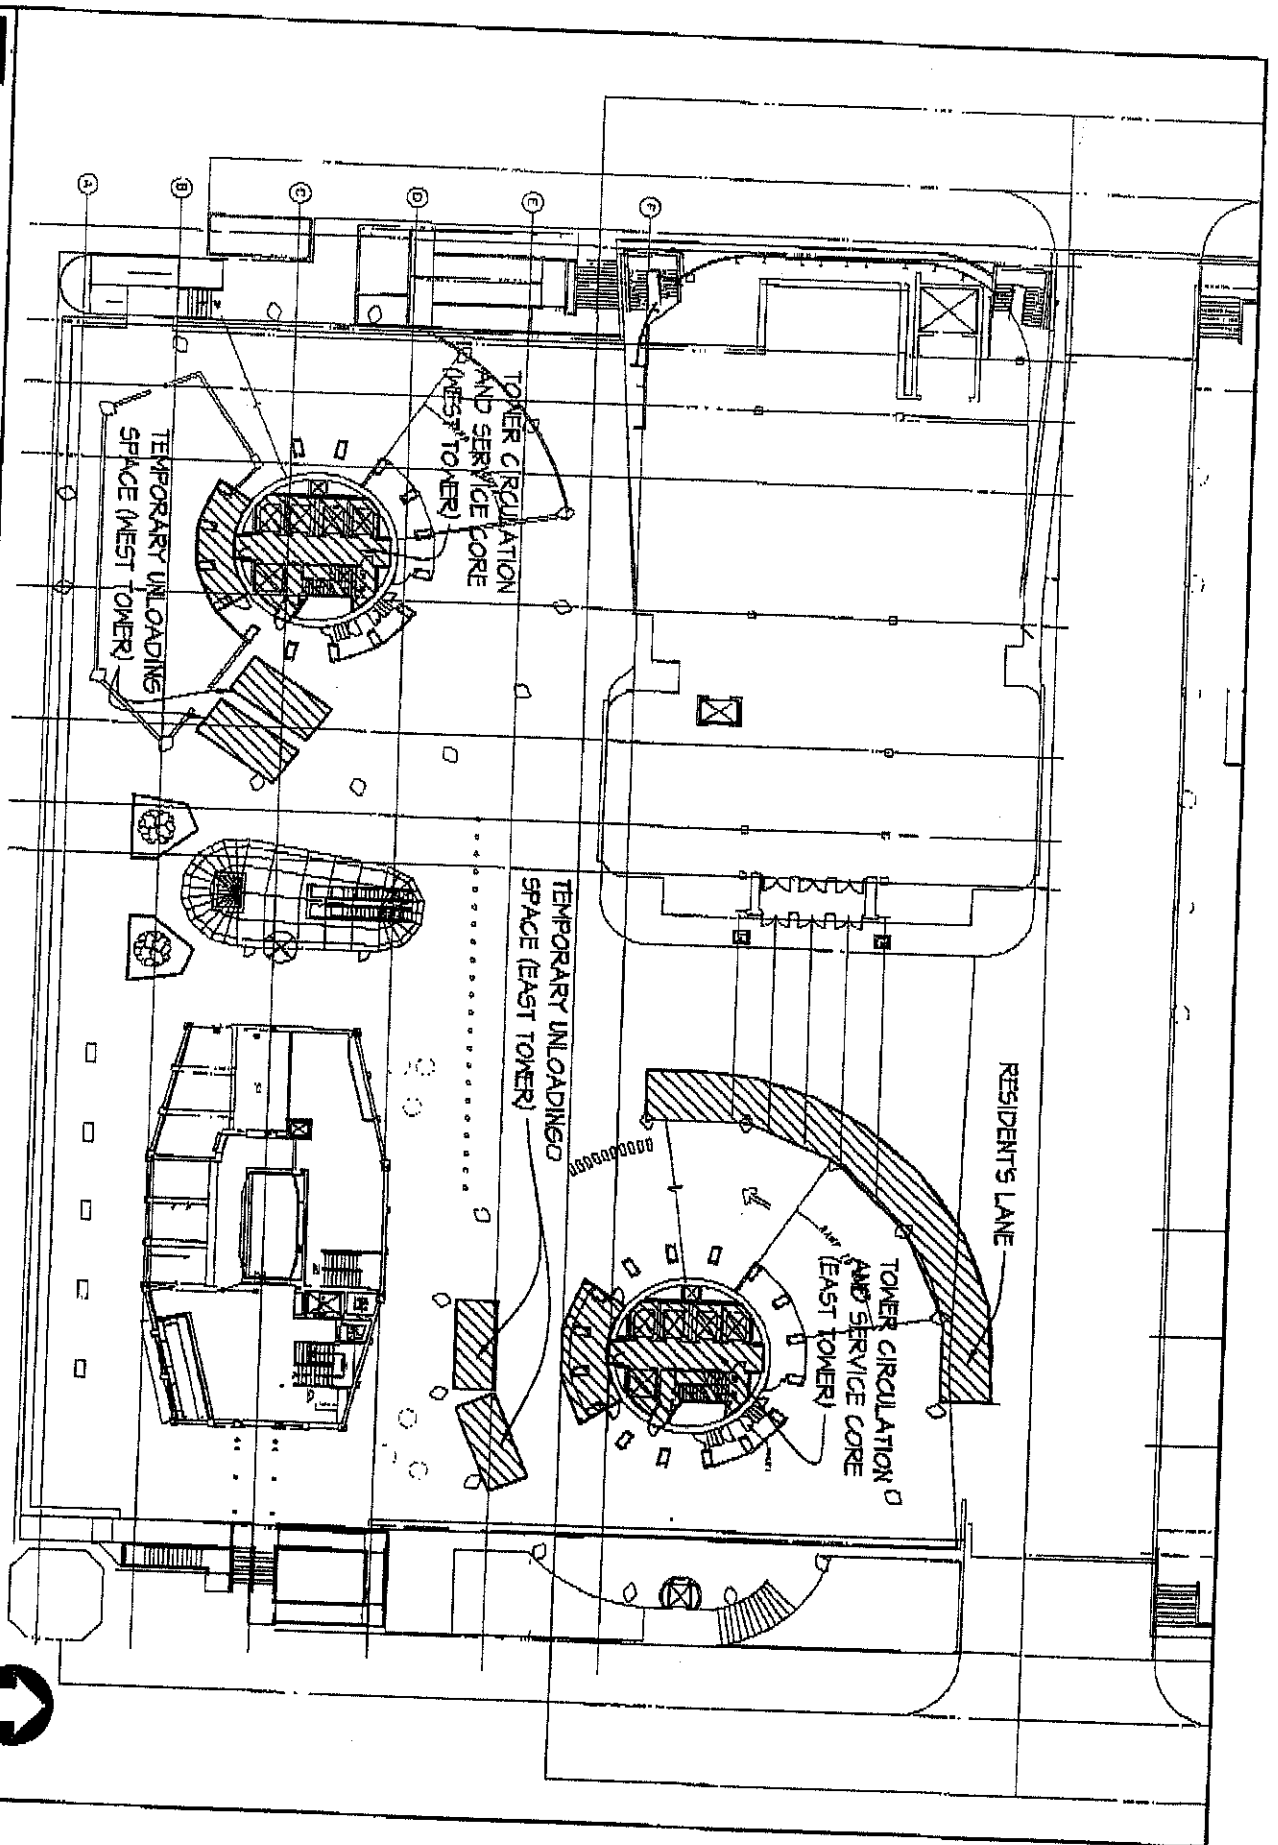 A
B
C
D
E
F
TOWER CIRCULATION
AND SERVICE CORE
(WEST TOWER)
TEMPORARY UNLOADING
SPACE (WEST TOWER)
TEMPORARY UNLOADING
SPACE (EAST TOWER)
RESIDENT'S LANE
TOWER CIRCULATION
AND SERVICE CORE
(EAST TOWER)